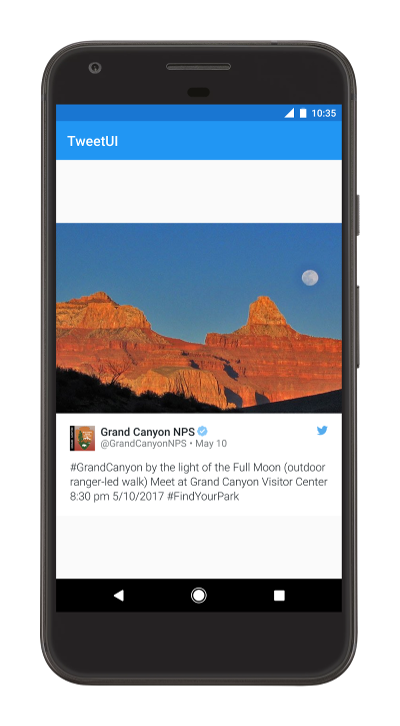 10:35
TweetUI
Grand Canyon NPS
@GrandCanyonNPS • May 10
#GrandCanyon by the light of the Full Moon (outdoor
ranger-led walk) Meet at Grand Canyon Visitor Center
8:30 pm 5/10/2017 #FindYourPark